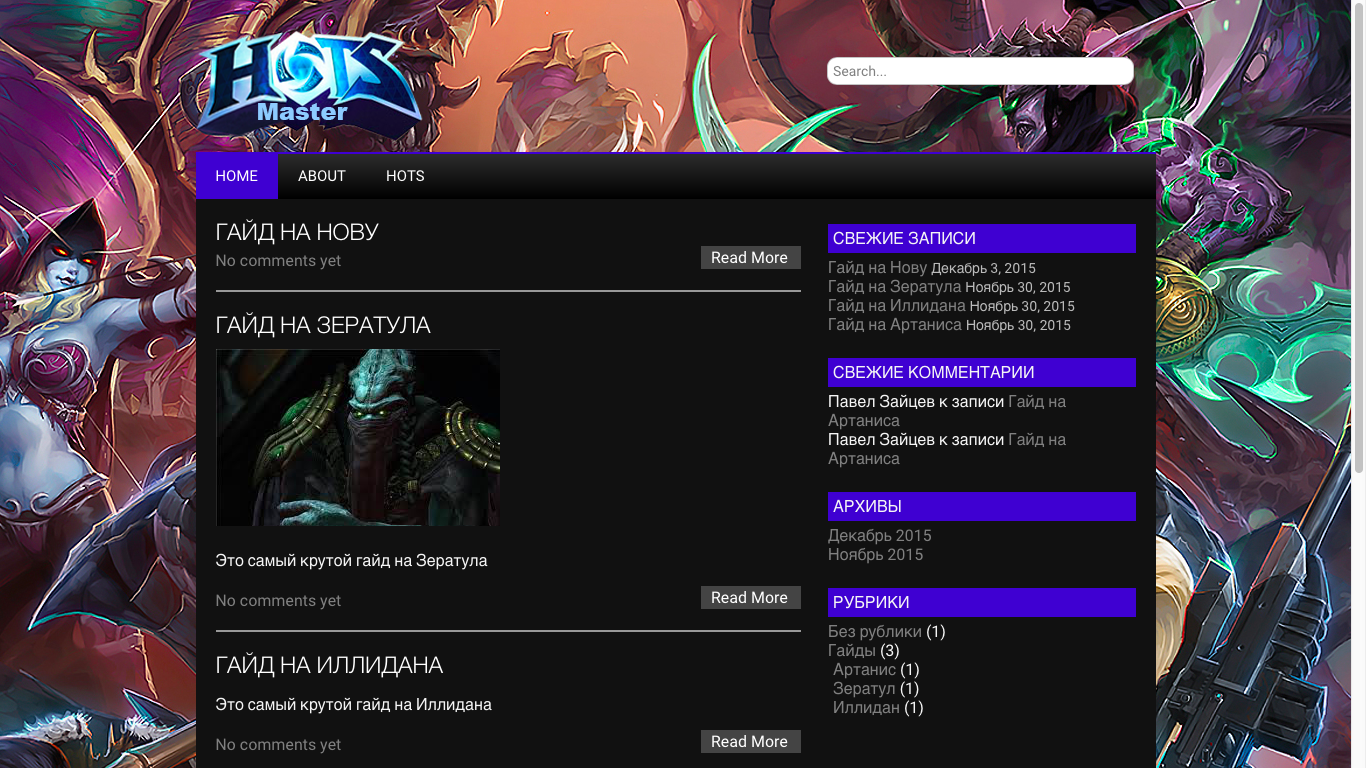 HOTS
Master
Search...
HOME
ABOUT
HOTS
ГАЙД НА НОВУ
No comments yet
Read More
ГАЙД НА ЗЕРАТУЛА
Это самый крутой гайд на Зератула
No comments yet
Read More
ГАЙД НА ИЛЛИДАНА
Это самый крутой гайд на Иллидана
No comments yet
Read More
СВЕЖИЕ ЗАПИСИ
Гайд на Нову Декабрь 3, 2015
Гайд на Зератула Ноябрь 30, 2015
Гайд на Иллидана Ноябрь 30, 2015
Гайд на Артаниса Ноябрь 30, 2015
СВЕЖИЕ КОММЕНТАРИИ
Павел Зайцев к записи Гайд на
Артаниса
Павел Зайцев к записи Гайд на
Артаниса
АРХИВЫ
Декабрь 2015
Ноябрь 2015
РУБРИКИ
Без рублики (1)
Гайды (3)
Артанис (1)
Зератул (1)
Иллидан (1)